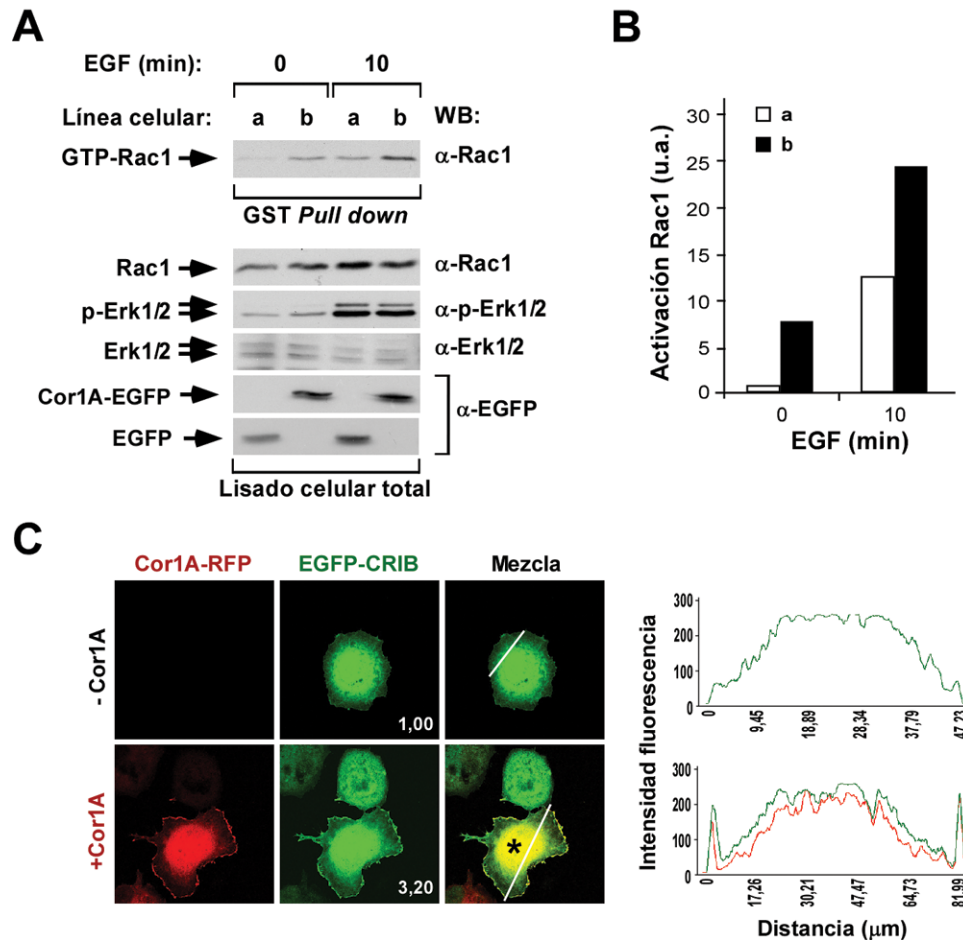 A
EGF (min): 0 10
Línea celular: a b a b WB:
GTP-Rac1 α-Rac1
GST Pull down
Rac1 α-Rac1
p-Erk1/2 α-p-Erk1/2
Erk1/2 α-Erk1/2
Cor1A-EGFP
α-EGFP
EGFP
Lisado celular total
B
Activación Rac1 (u.a.)
30
25
20
15
10
5
0
a
b
0 10
EGF (min)
C
Cor1A-RFP EGFP-CRIB Mezcla
- Cor1A
1,00
+Cor1A
*
3,20
Intensidad fluorescencia
300
200
100
0
0 9,45 18,89 28,34 37,79 47,23
300
200
100
0
0 17,26 30,21 47,47 64,73 81,99
Distancia (μm)